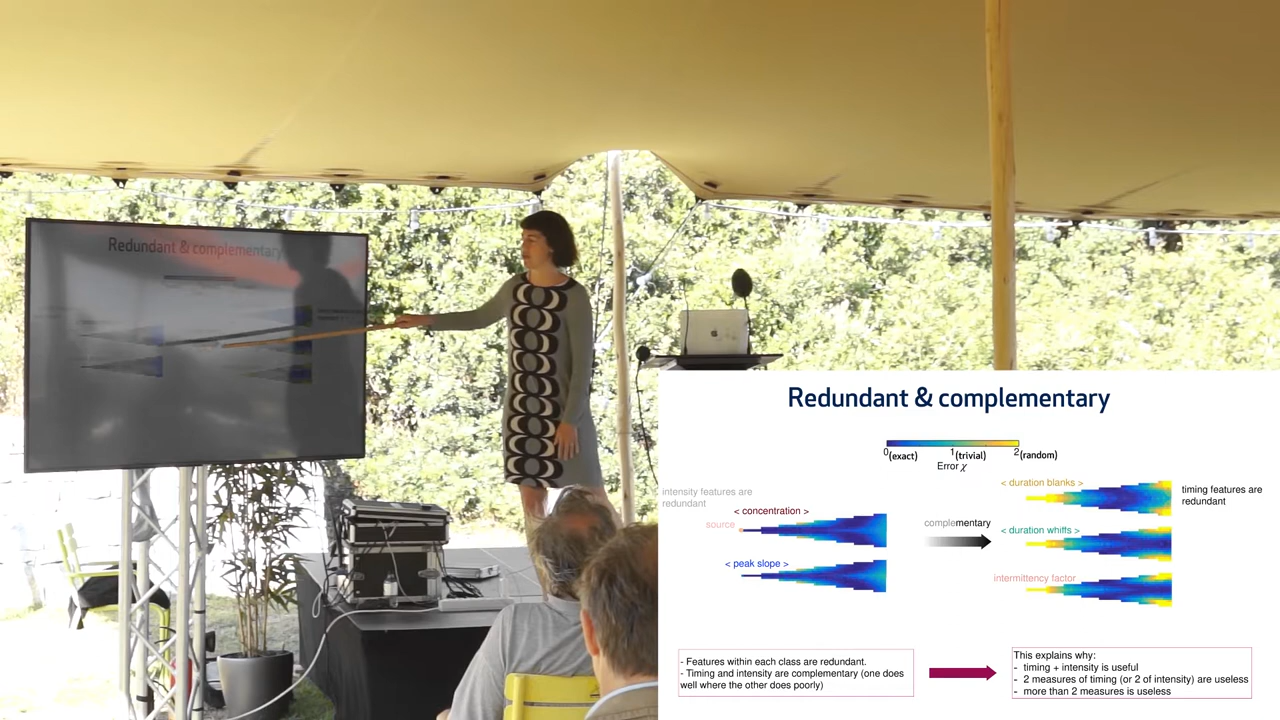 Redundant & complementary
Redundant & complementary
0(exact) 1(trivial) 2(random)
Error χ
intensity features are
redundant
< concentration >
source
< peak slope >
complementary
< duration blanks >
timing features are
redundant
< duration whiffs >
intermittency factor
- Features within each class are redundant.
- Timing and intensity are complementary (one does
well where the other does poorly)
This explains why:
- timing + intensity is useful
- 2 measures of timing (or 2 of intensity) are useless
- more than 2 measures is useless